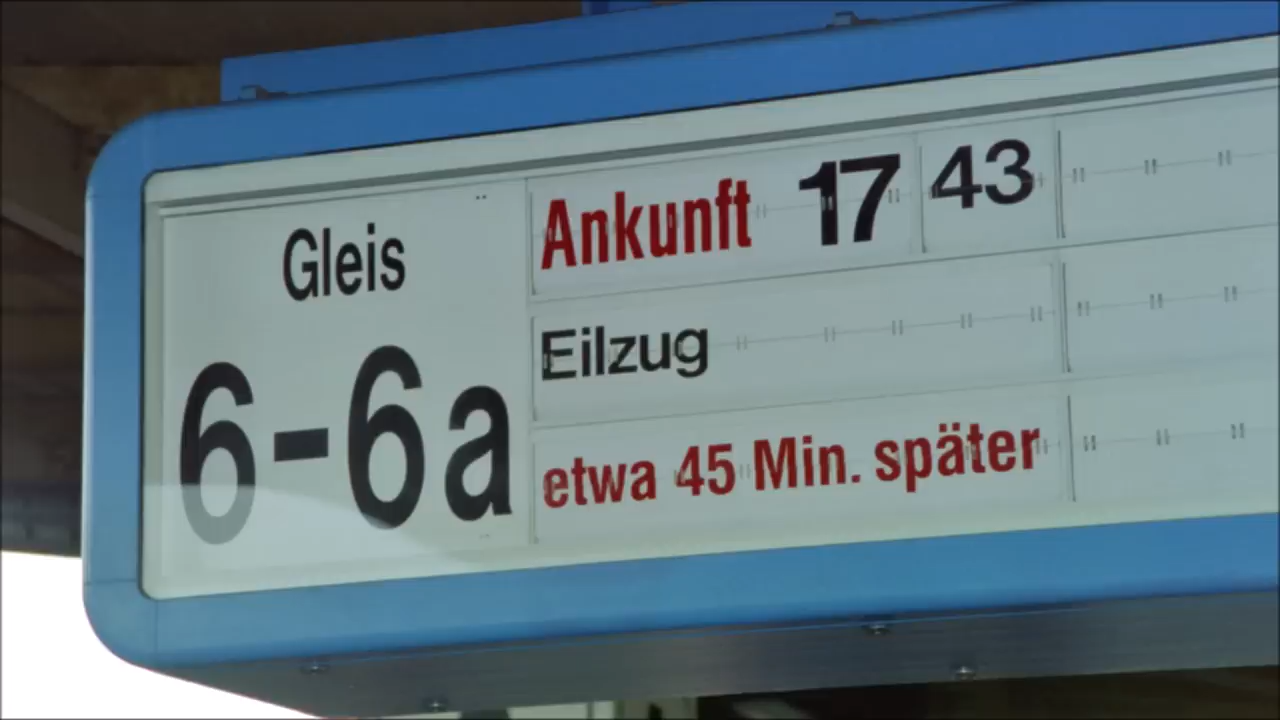 Gleis
6-6a
Ankunft 17 43
Eilzug
etwa 45 Min. später